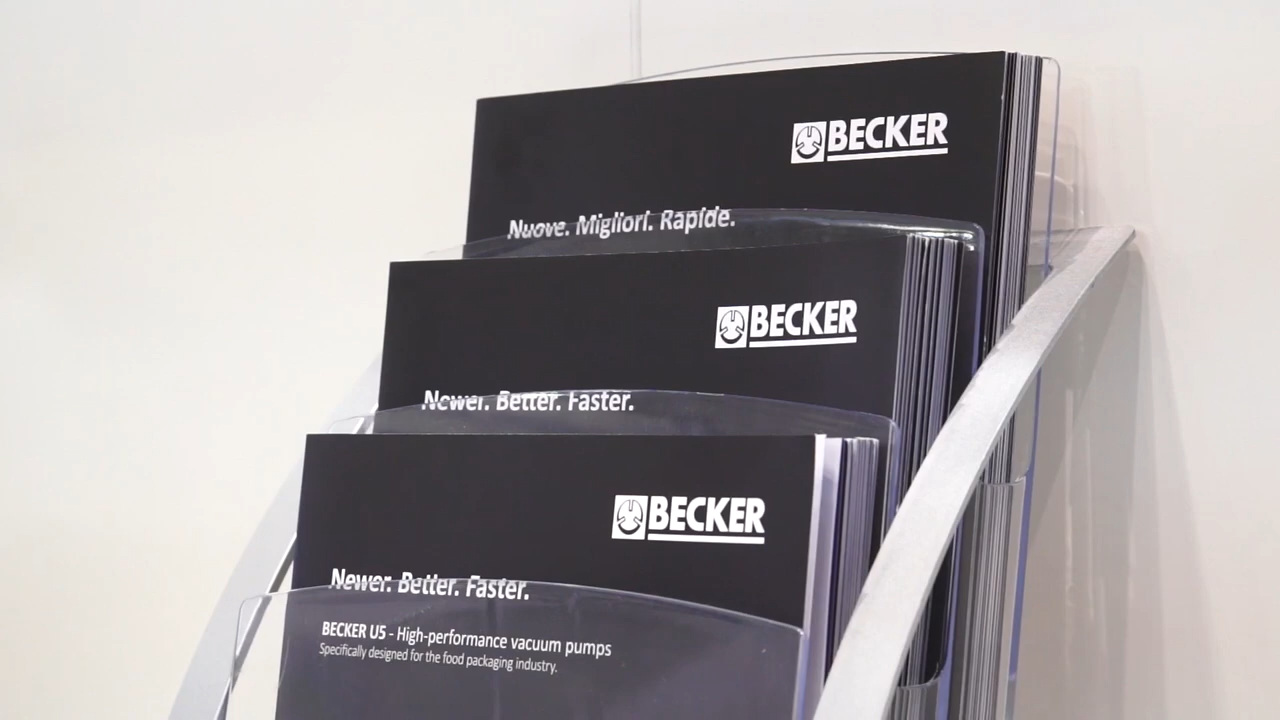 BECKER
Nuove. Migliori. Rapide.
BECKER
Newer. Better. Faster.
BECKER
Newer. Better. Faster.
BECKER U5 - High-performance vacuum pumps
Specifically designed for the food packaging industry.